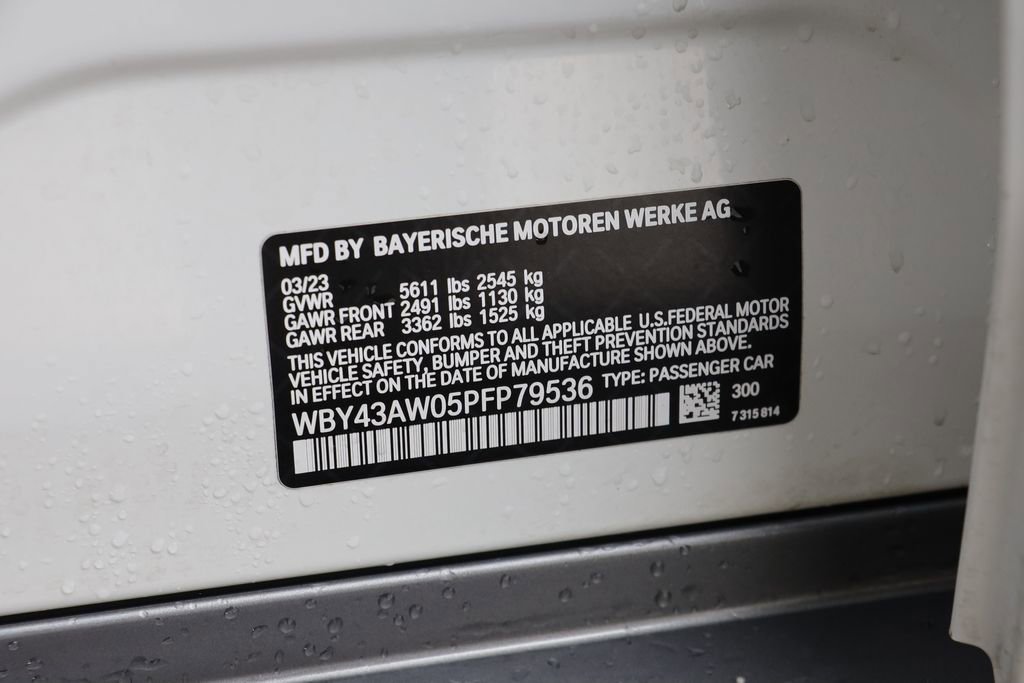 MFD BY BAYERISCHE MOTOREN WERKE AG
03/23
GVWR 5611 lbs 2545 kg
GAWR FRONT 2491 lbs 1130 kg
GAWR REAR 3362 lbs 1525 kg
THIS VEHICLE CONFORMS TO ALL APPLICABLE U.S.FEDERAL MOTOR
VEHICLE SAFETY, BUMPER AND THEFT PREVENTION STANDARDS
IN EFFECT ON THE DATE OF MANUFACTURE SHOWN ABOVE.
WBY43AW05PFP79536 TYPE: PASSENGER CAR
300
7 315 814